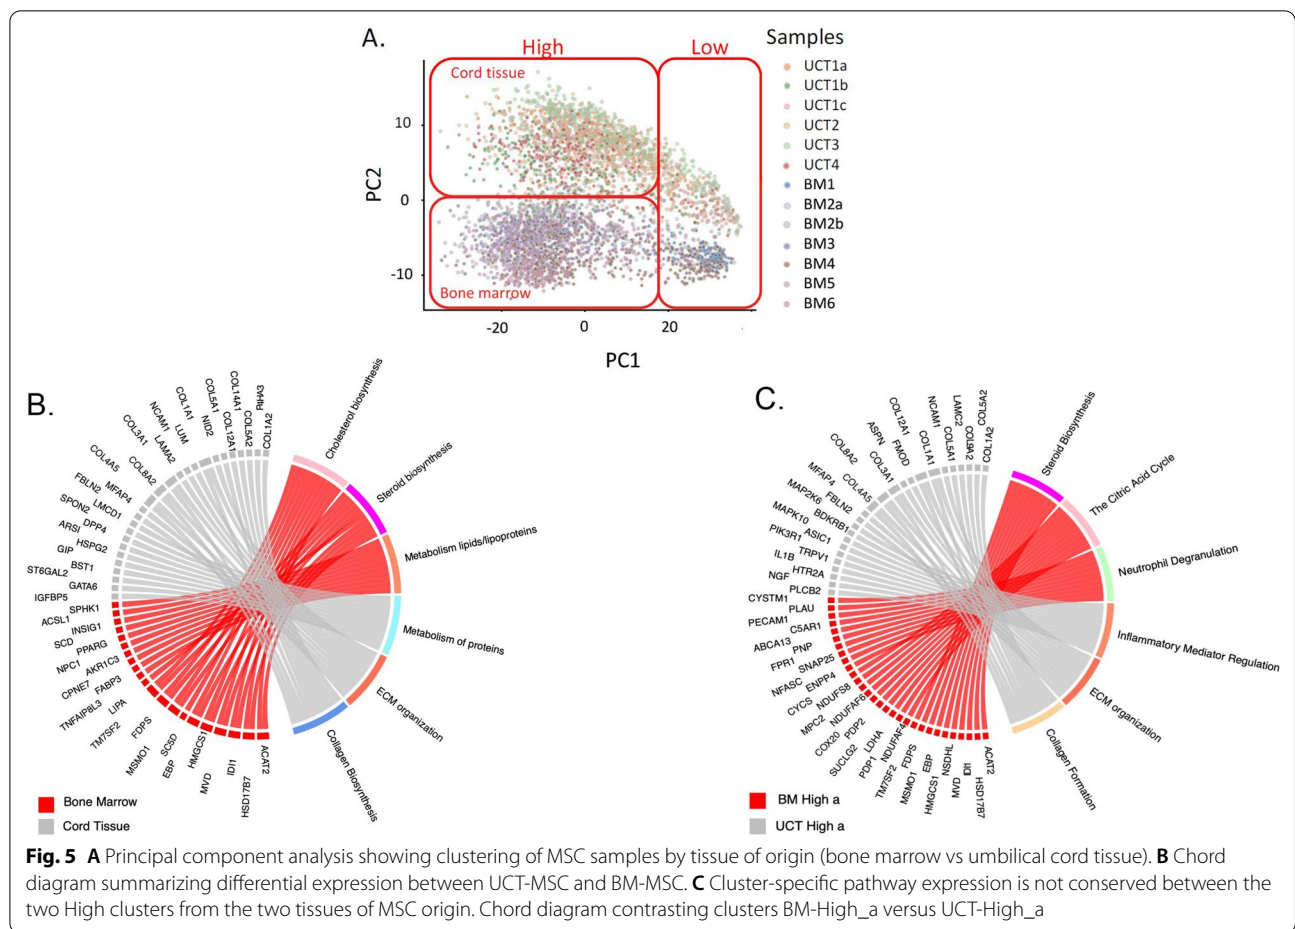 A.
High
Low
Samples
Cord tissue
UCT1a
UCT1b
UCT1c
UCT2
UCT3
UCT4
BM1
BM2a
BM2b
BM3
BM4
BM5
BM6
10
0
-10
PC2
Bone marrow
-20
0
20
PC1
B.
COL1A2
COL5A2
COL14A1
COL12A1
COL5A1
NID2
COL1A1
LUM
NCAM1
LAMA2
COL3A1
COL8A2
COL4A5
MFAP4
FBLN2
LMCD1
SPON2
DPP4
ARSI
HSPG2
GIP
BST1
ST6GAL2
GATA6
IGFBP5
SPHK1
ACSL1
INSIG1
SCD
PPARG
NPC1
AKR1C3
CPNE7
FABP3
TNFAIP8L3
LIPA
TM7SF2
FDPS
MSMO1
SC5D
EBP
HMGCS1
MVD
IDI1
HSD17B7
ACAT2
Cholesterol biosynthesis
Steroid biosynthesis
Metabolism lipids/lipoproteins
Metabolism of proteins
ECM organization
Collagen Biosynthesis
Bone Marrow
Cord Tissue
C.
COL5A2
COL1A2
LAMC2
COL5A1
NCAM1
COL1A1
COL12A1
FMOD
ASPN
COL3A1
COL8A2
COL4A5
MFAP4
FBLN2
MAP2K6
BDKRB1
MAPK10
ASIC1
PIK3R1
TRPV1
IL1B
HTR2A
NGF
PLCB2
CYSTM1
PLAU
PECAM1
C5AR1
ABCA13
PNP
FPR1
SNAP25
NFASC
ENPP4
CYCS
NDUFS8
MPC2
NDUFAF6
COX20
PDP2
SUCLG2
LDHA
PDP1
NDUFAF4
TM7SF2
FDPS
MSMO1
EBP
HMGCS1
NSDHL
MVD
IDI1
HSD17B7
ACAT2
Steroid Biosynthesis
The Citric Acid Cycle
Neutrophil Degranulation
Inflammatory Mediator Regulation
ECM organization
Collagen Formation
BM High a
UCT High a
Fig. 5 A Principal component analysis showing clustering of MSC samples by tissue of origin (bone marrow vs umbilical cord tissue). B Chord
diagram summarizing differential expression between UCT-MSC and BM-MSC. C Cluster-specific pathway expression is not conserved between the
two High clusters from the two tissues of MSC origin. Chord diagram contrasting clusters BM-High_a versus UCT-High_a